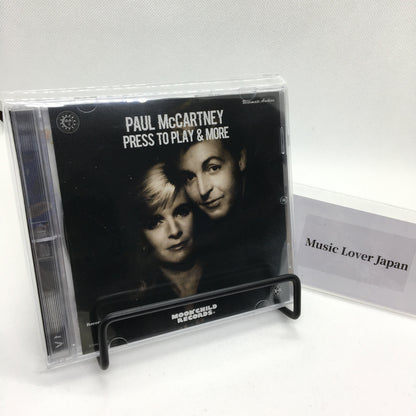 Ultimate Archive
PAUL McCARTNEY
PRESS TO PLAY & MORE
Music Lover Japan
MOONCHILD
RECORDS